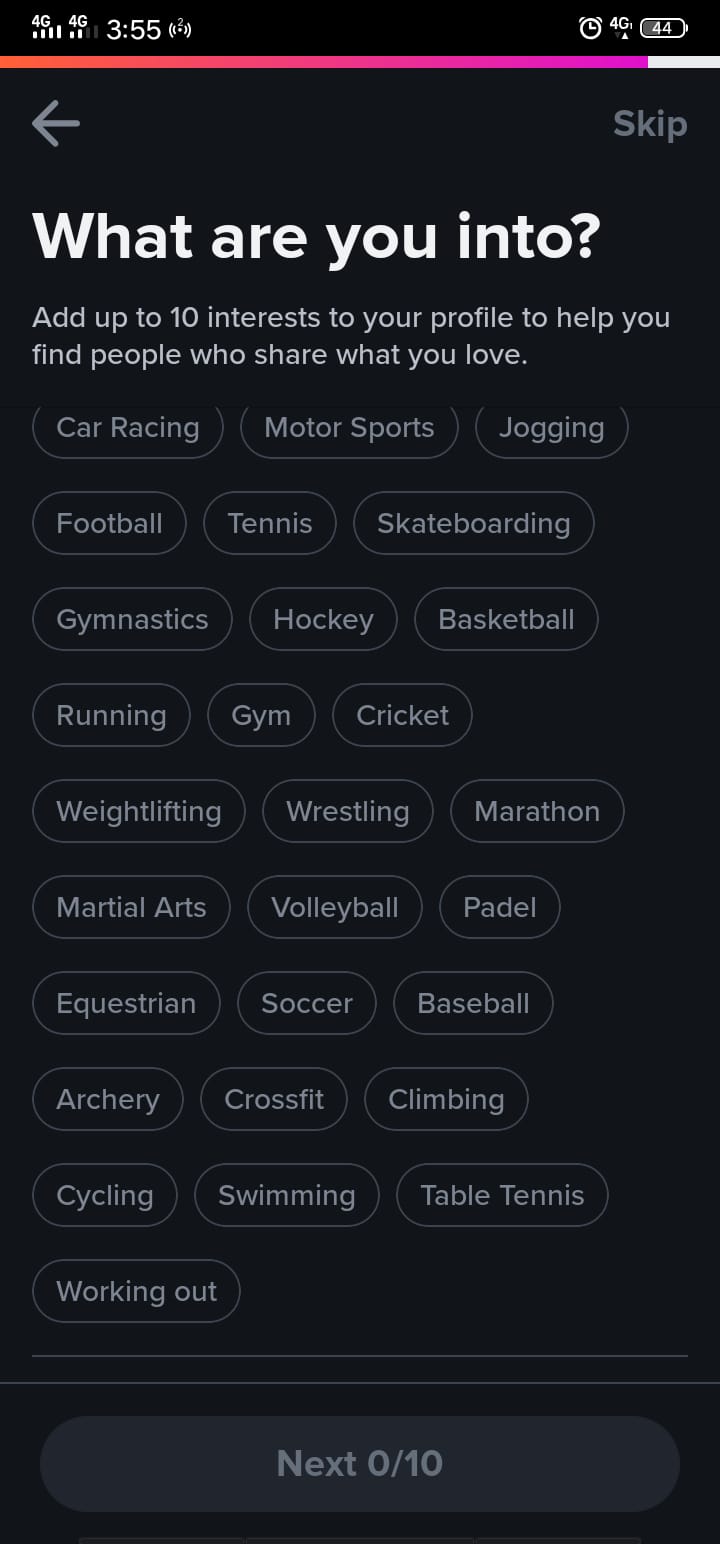 4G 4G 3:55 2 4G 44
Skip
What are you into?
Add up to 10 interests to your profile to help you
find people who share what you love.
Car Racing Motor Sports Jogging
Football Tennis Skateboarding
Gymnastics Hockey Basketball
Running Gym Cricket
Weightlifting Wrestling Marathon
Martial Arts Volleyball Padel
Equestrian Soccer Baseball
Archery Crossfit Climbing
Cycling Swimming Table Tennis
Working out
Next 0/10